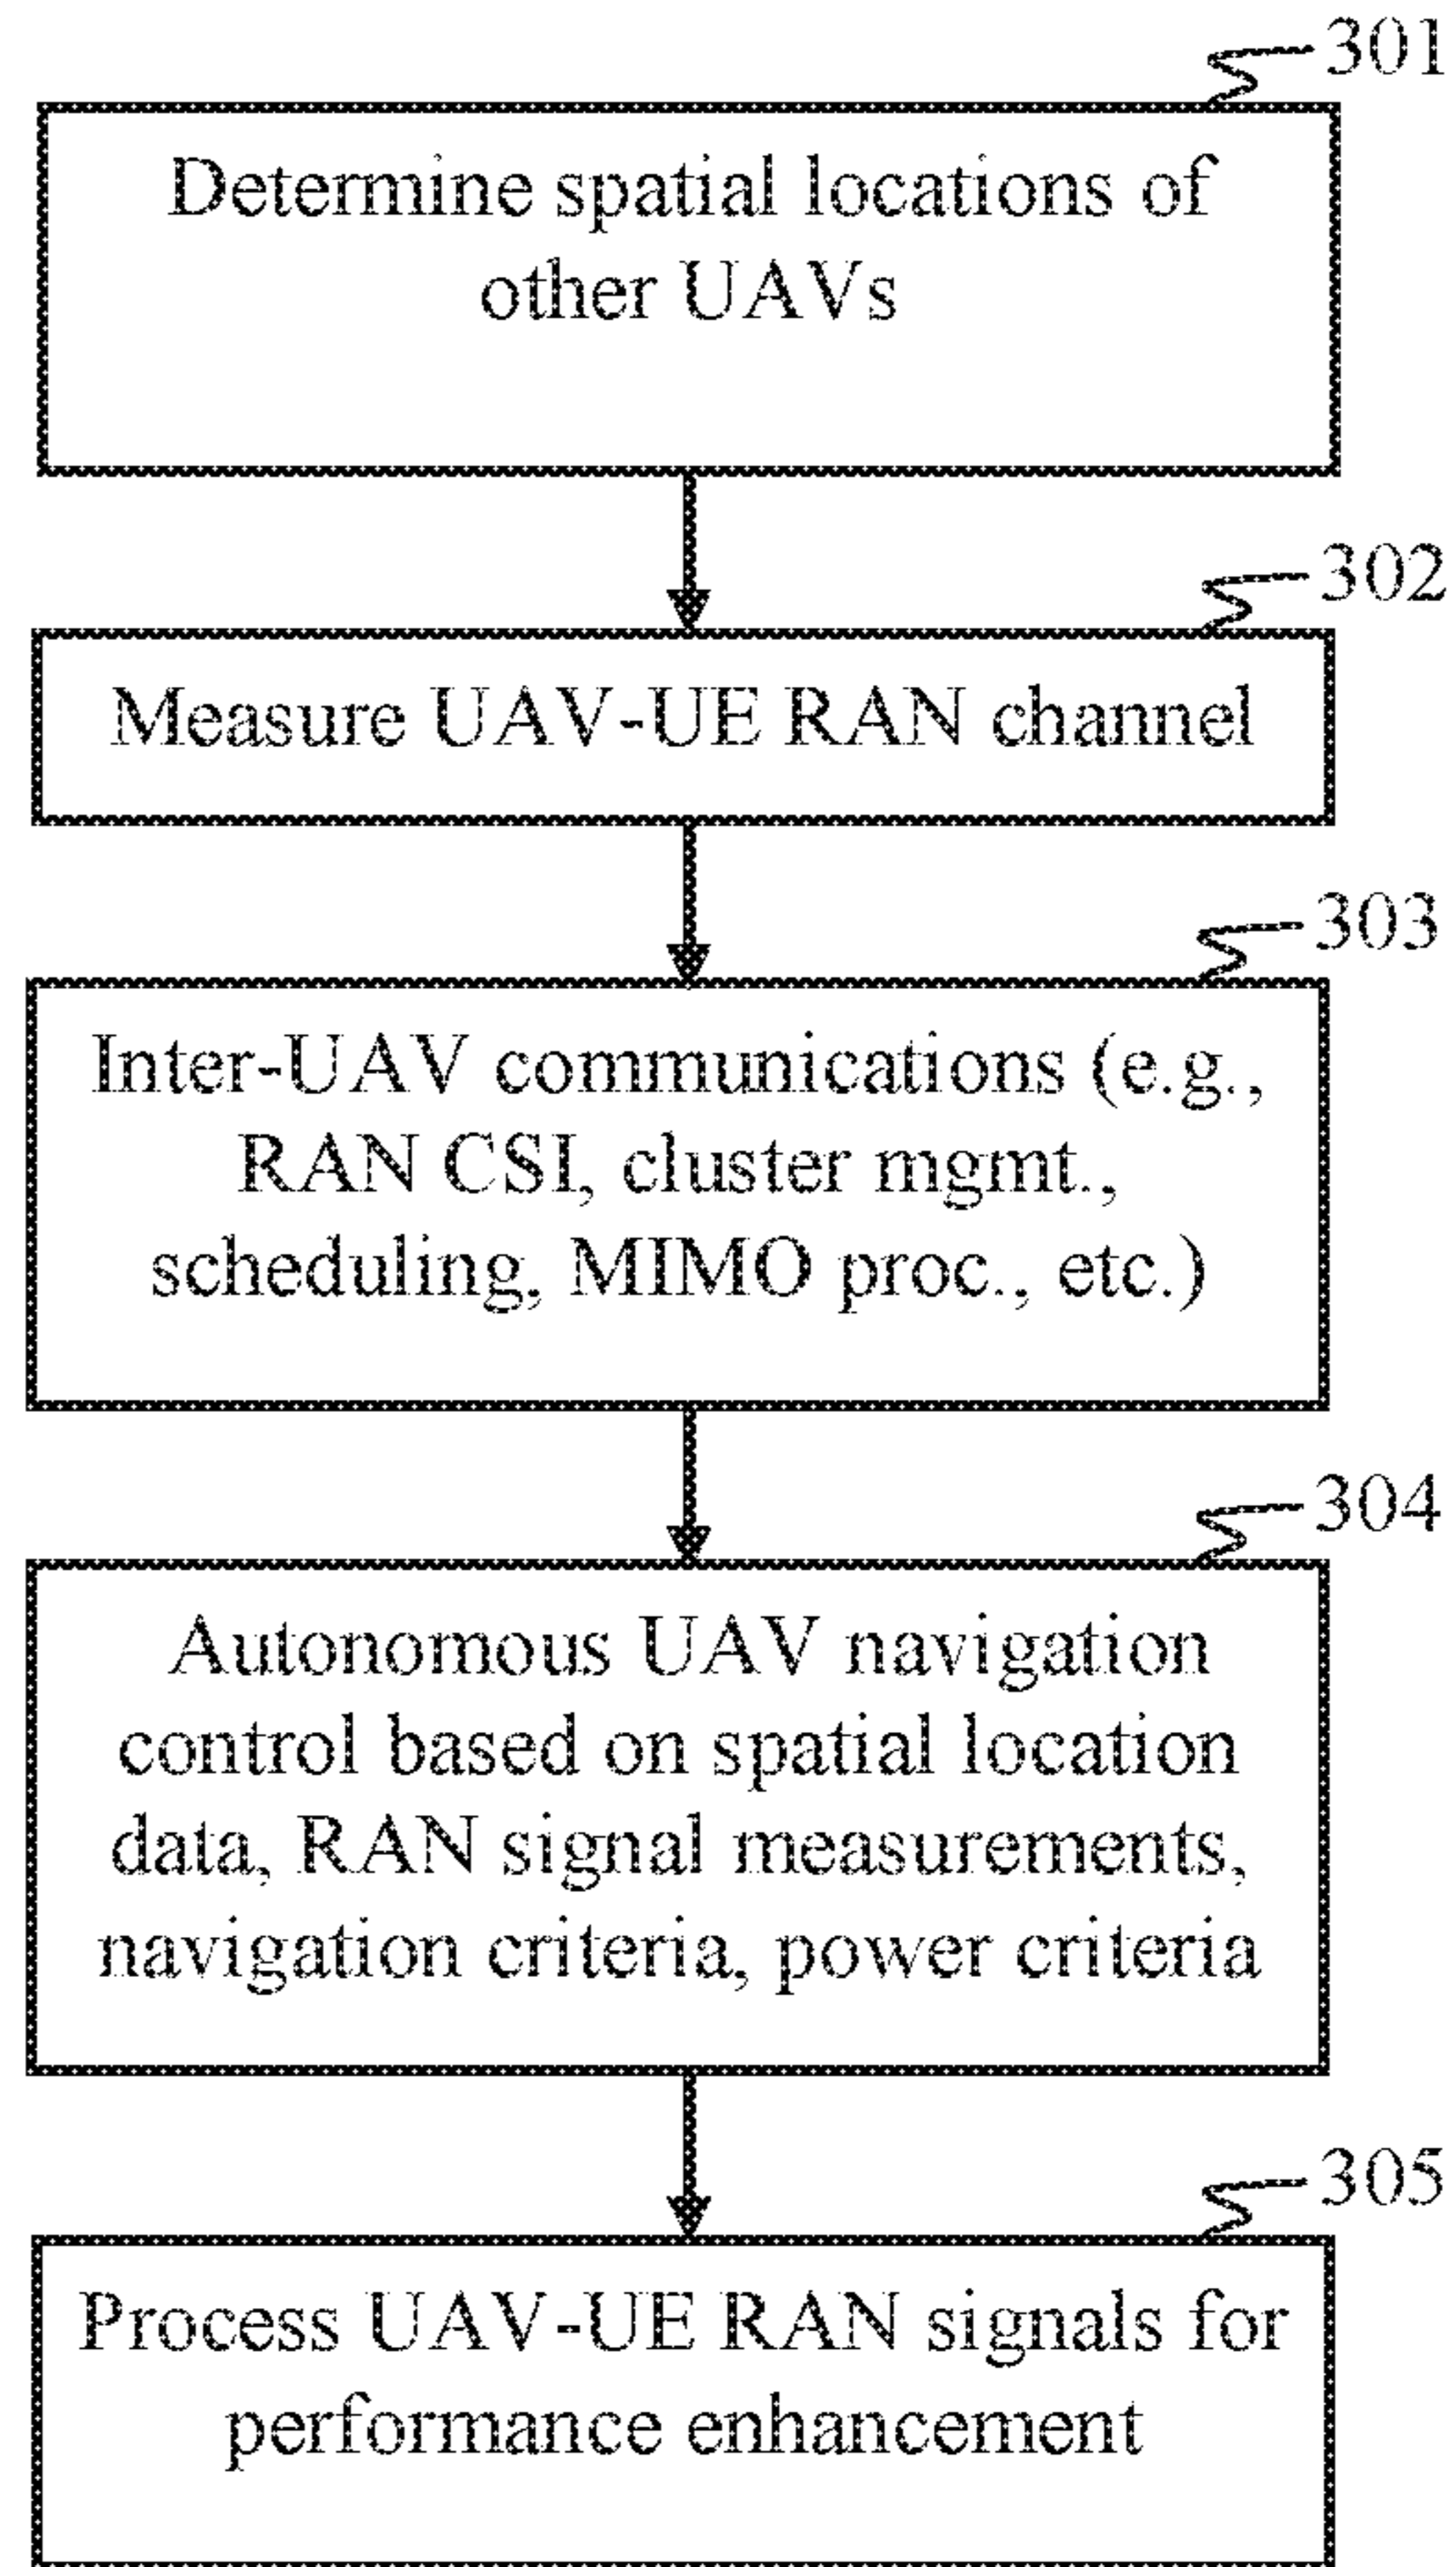 301
Determine spatial locations of
other UAVs
302
Measure UAV-UE RAN channel
303
Inter-UAV communications (e.g.,
RAN CSI, cluster mgmt.,
scheduling, MIMO proc., etc.)
304
Autonomous UAV navigation
control based on spatial location
data, RAN signal measurements,
navigation criteria, power criteria
305
Process UAV-UE RAN signals for
performance enhancement